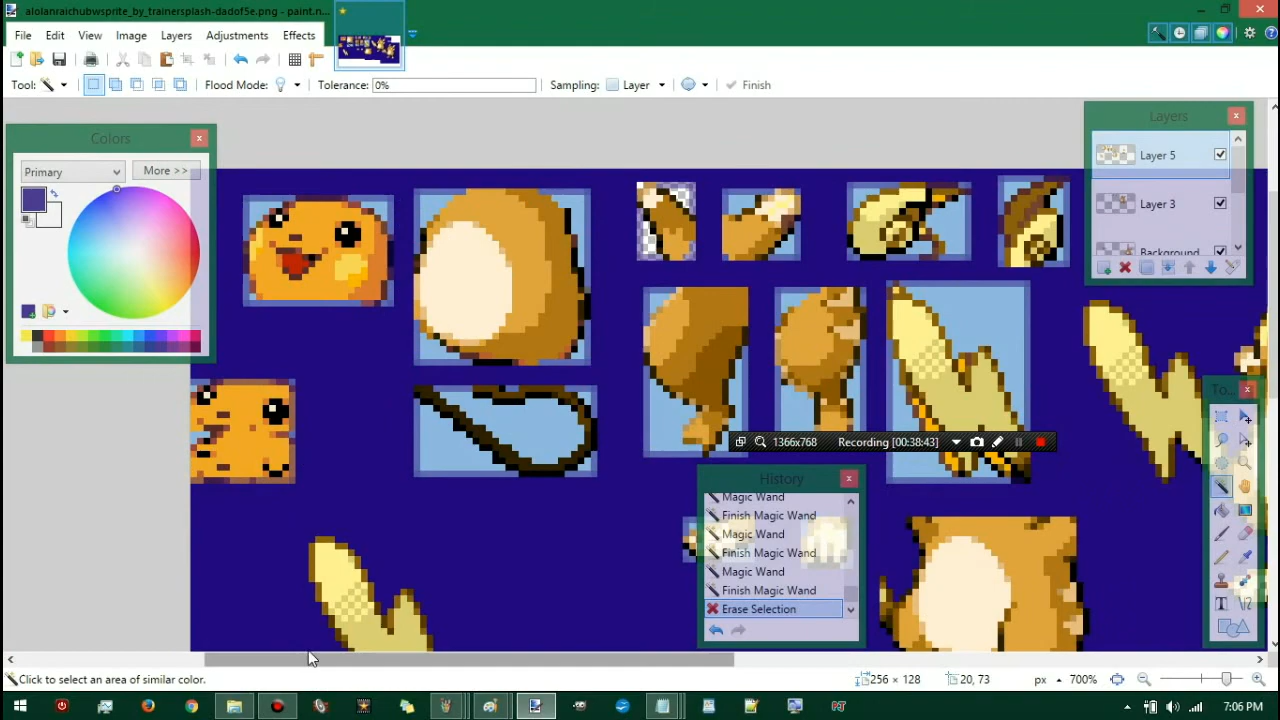 alolanraichubwsprite_by_trainersplash-dadof5e.png - paint.n...
File Edit View Image Layers Adjustments Effects
Tool: Flood Mode: Tolerance: 0% Sampling: Layer Finish
Colors
Primary More >>
Layers
Layer 5
Layer 3
Background
To...
1366x768 Recording [00:38:43]
History
Magic Wand
Finish Magic Wand
Magic Wand
Finish Magic Wand
Magic Wand
Finish Magic Wand
Erase Selection
Click to select an area of similar color. 256 × 128 20, 73 px 700%
7:06 PM